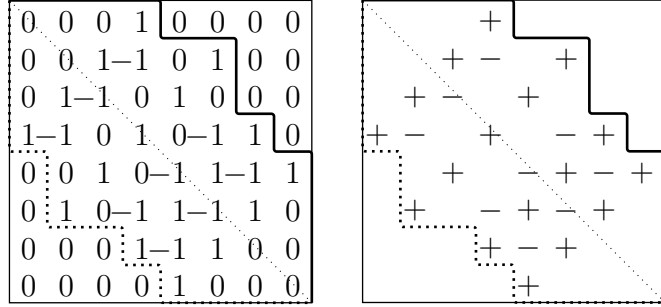 0 0 0 1 0 0 0 0
0 0 1−1 0 1 0 0
0 1−1 0 1 0 0 0
1−1 0 1 0−1 1 0
0 0 1 0−1 1−1 1
0 1 0−1 1−1 1 0
0 0 0 1−1 1 0 0
0 0 0 0 1 0 0 0
+
+ − +
+ − +
+ − + − +
+ − + − +
+ − + − +
+ − +
+